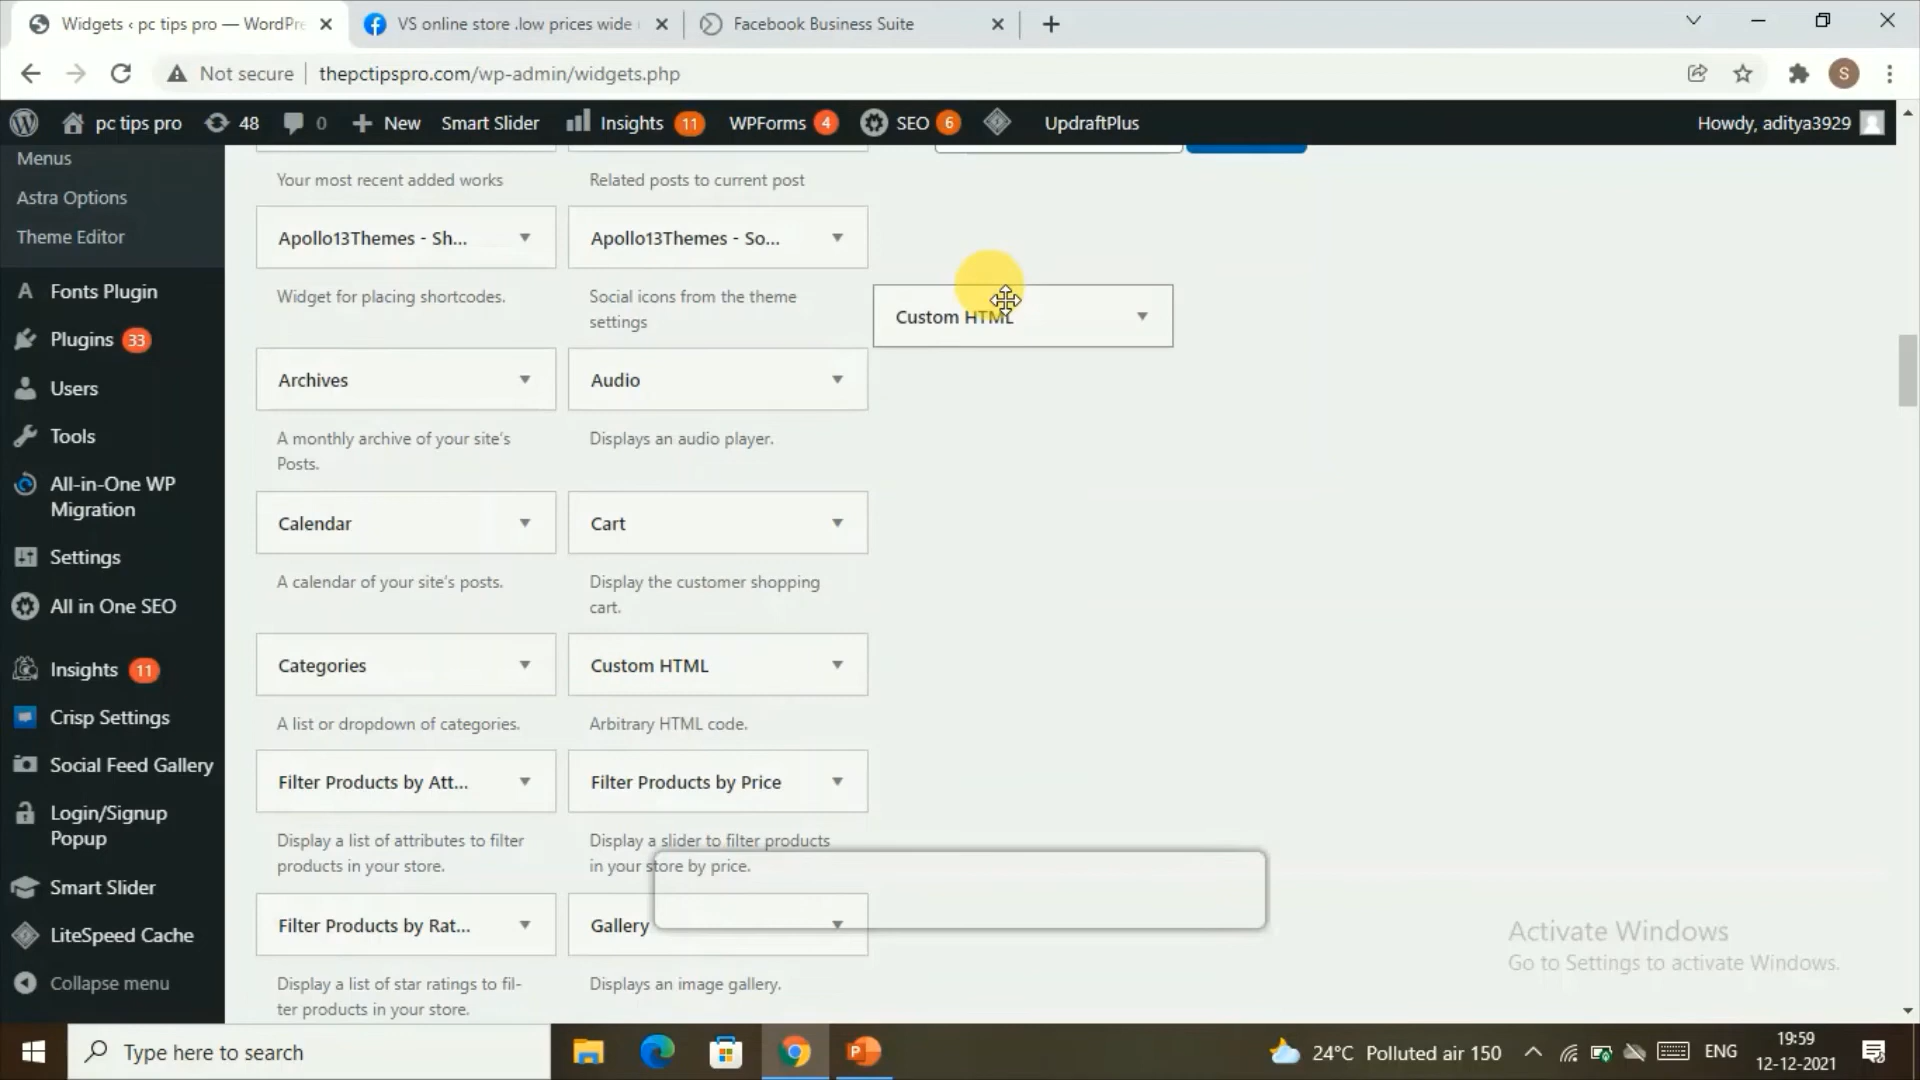 Widgets ‹ pc tips pro — WordPre
VS online store .low prices wide
Facebook Business Suite
Not secure
thepctipspro.com/wp-admin/widgets.php
S
pc tips pro
48
0
New
Smart Slider
Insights 11
WPForms 4
SEO 6
UpdraftPlus
Howdy, aditya3929
Menus
Astra Options
Theme Editor
Fonts Plugin
Plugins 33
Users
Tools
All-in-One WP
Migration
Settings
All in One SEO
Insights 11
Crisp Settings
Social Feed Gallery
Login/Signup
Popup
Smart Slider
LiteSpeed Cache
Collapse menu
Your most recent added works
Related posts to current post
Apollo13Themes - Sh...
Apollo13Themes - So...
Widget for placing shortcodes.
Social icons from the theme
settings
Custom HTML
Archives
Audio
A monthly archive of your site's
Posts.
Displays an audio player.
Calendar
Cart
A calendar of your site's posts.
Display the customer shopping
cart.
Categories
Custom HTML
A list or dropdown of categories.
Arbitrary HTML code.
Filter Products by Att...
Filter Products by Price
Display a list of attributes to filter
products in your store.
Display a slider to filter products
in your store by price.
Filter Products by Rat...
Gallery
Display a list of star ratings to fil-
ter products in your store.
Displays an image gallery.
Activate Windows
Go to Settings to activate Windows.
Type here to search
24°C Polluted air 150
ENG
19:59
12-12-2021